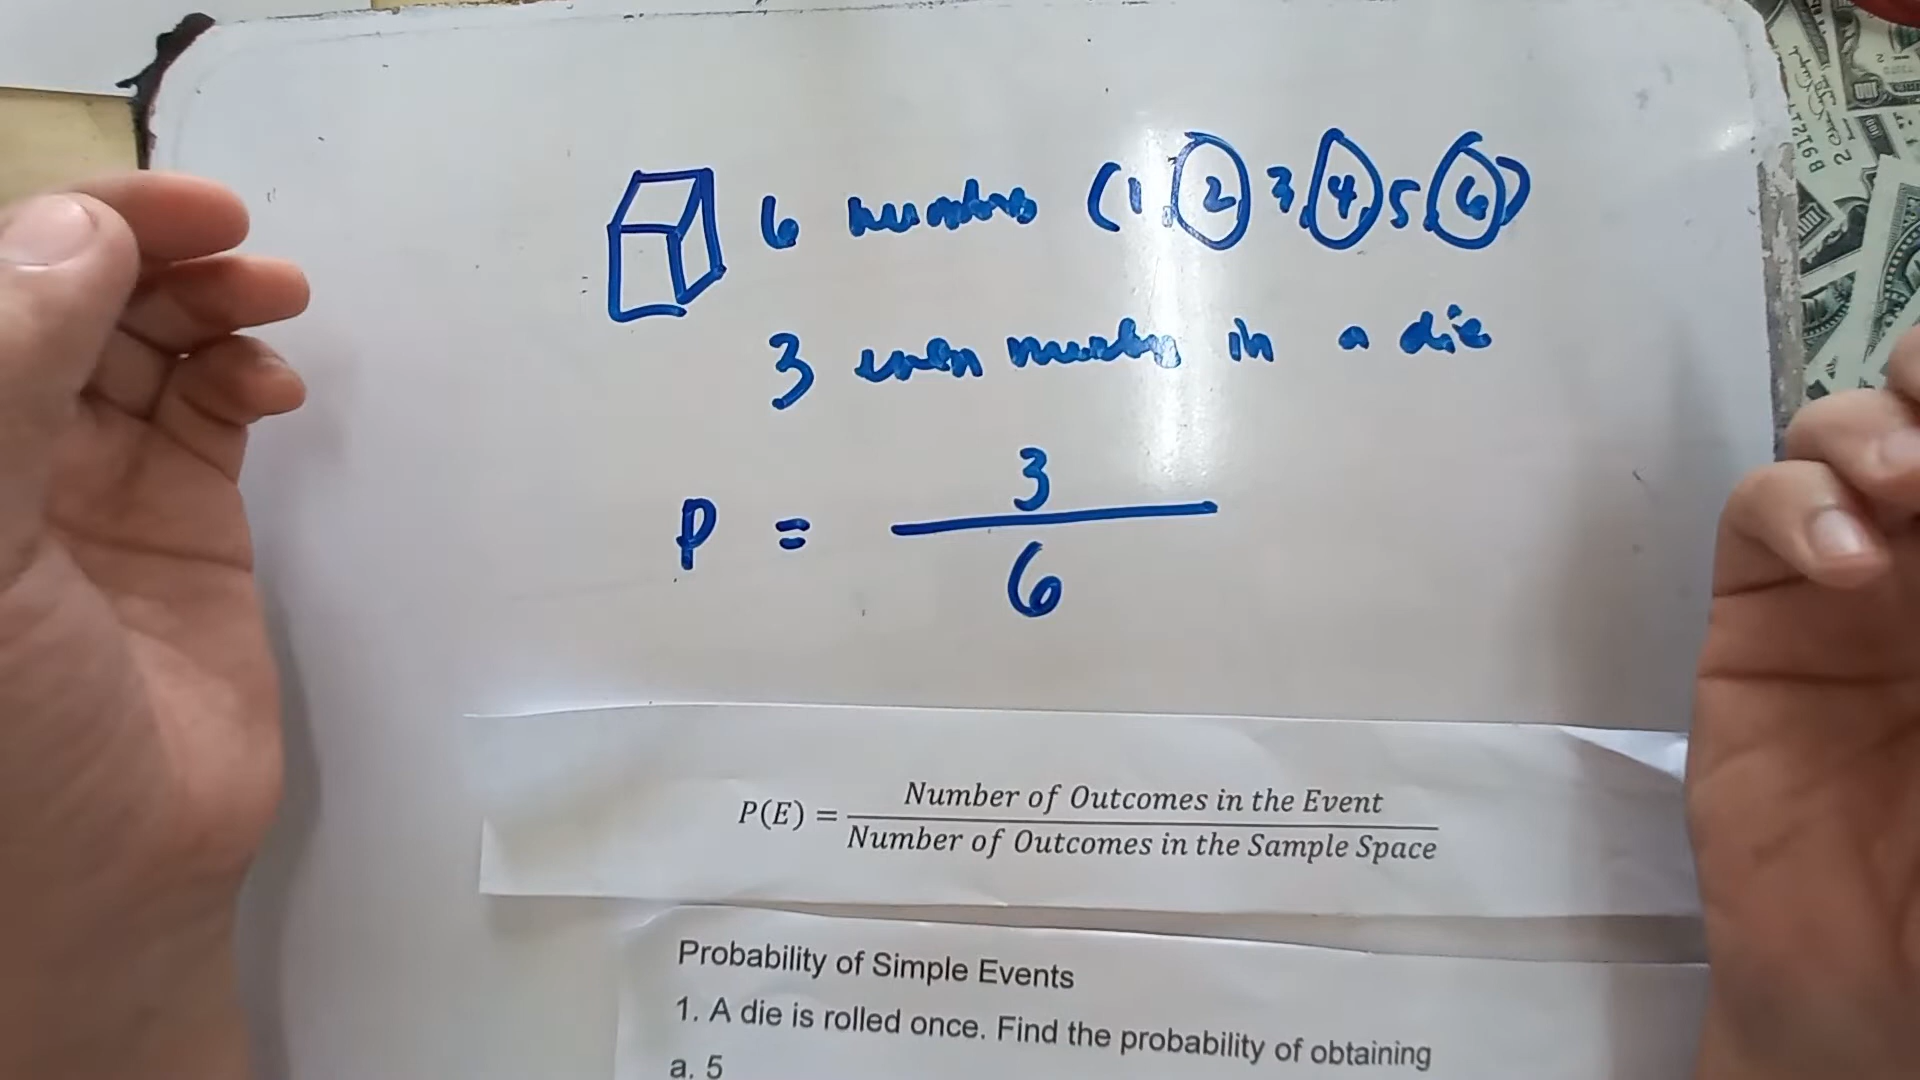 6 numbers (1, 2, 3, 4, 5, 6)
3 even numbers in a die
P = 3
6
P(E) = Number of Outcomes in the Event
Number of Outcomes in the Sample Space
Probability of Simple Events
1. A die is rolled once. Find the probability of obtaining
a. 5